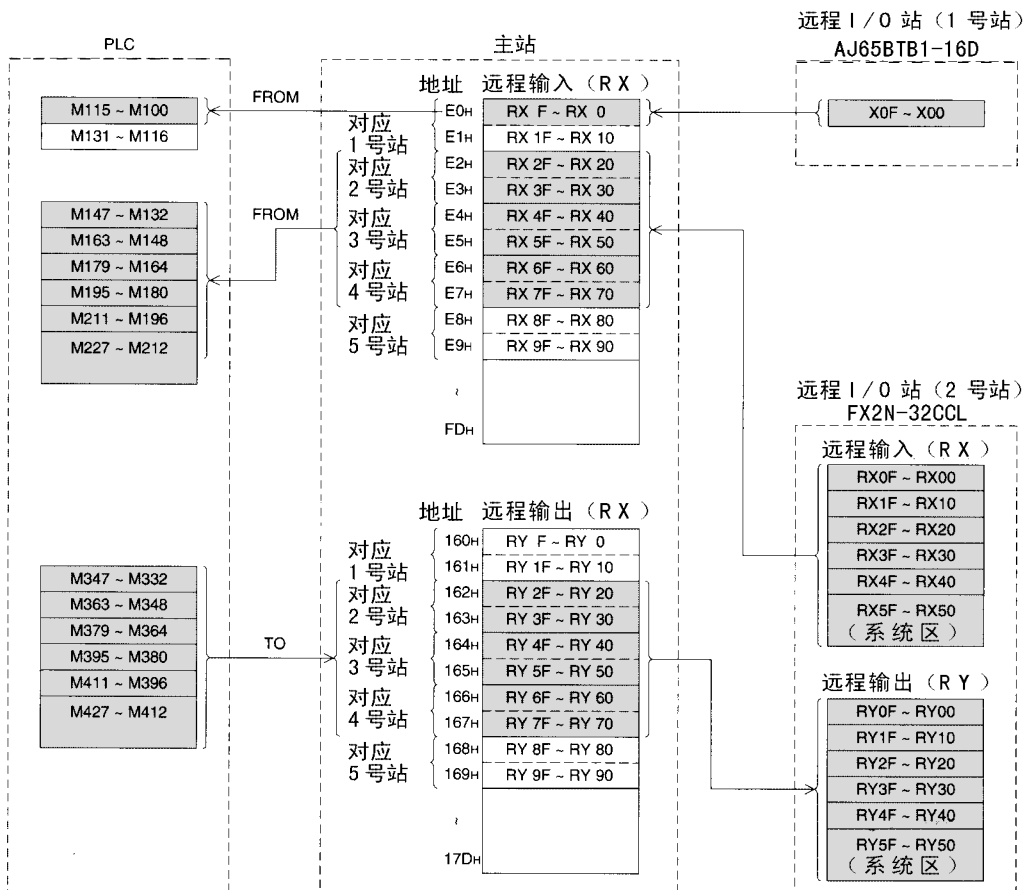 PLC
M115 ~ M100
M131 ~ M116
M147 ~ M132
M163 ~ M148
M179 ~ M164
M195 ~ M180
M211 ~ M196
M227 ~ M212
M347 ~ M332
M363 ~ M348
M379 ~ M364
M395 ~ M380
M411 ~ M396
M427 ~ M412
FROM
FROM
TO
主站
地址 远程输入（RX）
对应
1 号站
E0H RX F ~ RX 0
E1H RX 1F ~ RX 10
对应
2 号站
E2H RX 2F ~ RX 20
E3H RX 3F ~ RX 30
对应
3 号站
E4H RX 4F ~ RX 40
E5H RX 5F ~ RX 50
对应
4 号站
E6H RX 6F ~ RX 60
E7H RX 7F ~ RX 70
对应
5 号站
E8H RX 8F ~ RX 80
E9H RX 9F ~ RX 90
~
FDH
地址 远程输出（RX）
对应
1 号站
160H RY F ~ RY 0
161H RY 1F ~ RY 10
对应
2 号站
162H RY 2F ~ RY 20
163H RY 3F ~ RY 30
对应
3 号站
164H RY 4F ~ RY 40
165H RY 5F ~ RY 50
对应
4 号站
166H RY 6F ~ RY 60
167H RY 7F ~ RY 70
对应
5 号站
168H RY 8F ~ RY 80
169H RY 9F ~ RY 90
~
17DH
远程 I/O 站（1 号站）
AJ65BTB1-16D
X0F ~ X00
远程 I/O 站（2 号站）
FX2N-32CCL
远程输入（RX）
RX0F ~ RX00
RX1F ~ RX10
RX2F ~ RX20
RX3F ~ RX30
RX4F ~ RX40
RX5F ~ RX50
（系统区）
远程输出（RY）
RY0F ~ RY00
RY1F ~ RY10
RY2F ~ RY20
RY3F ~ RY30
RY4F ~ RY40
RY5F ~ RY50
（系统区）